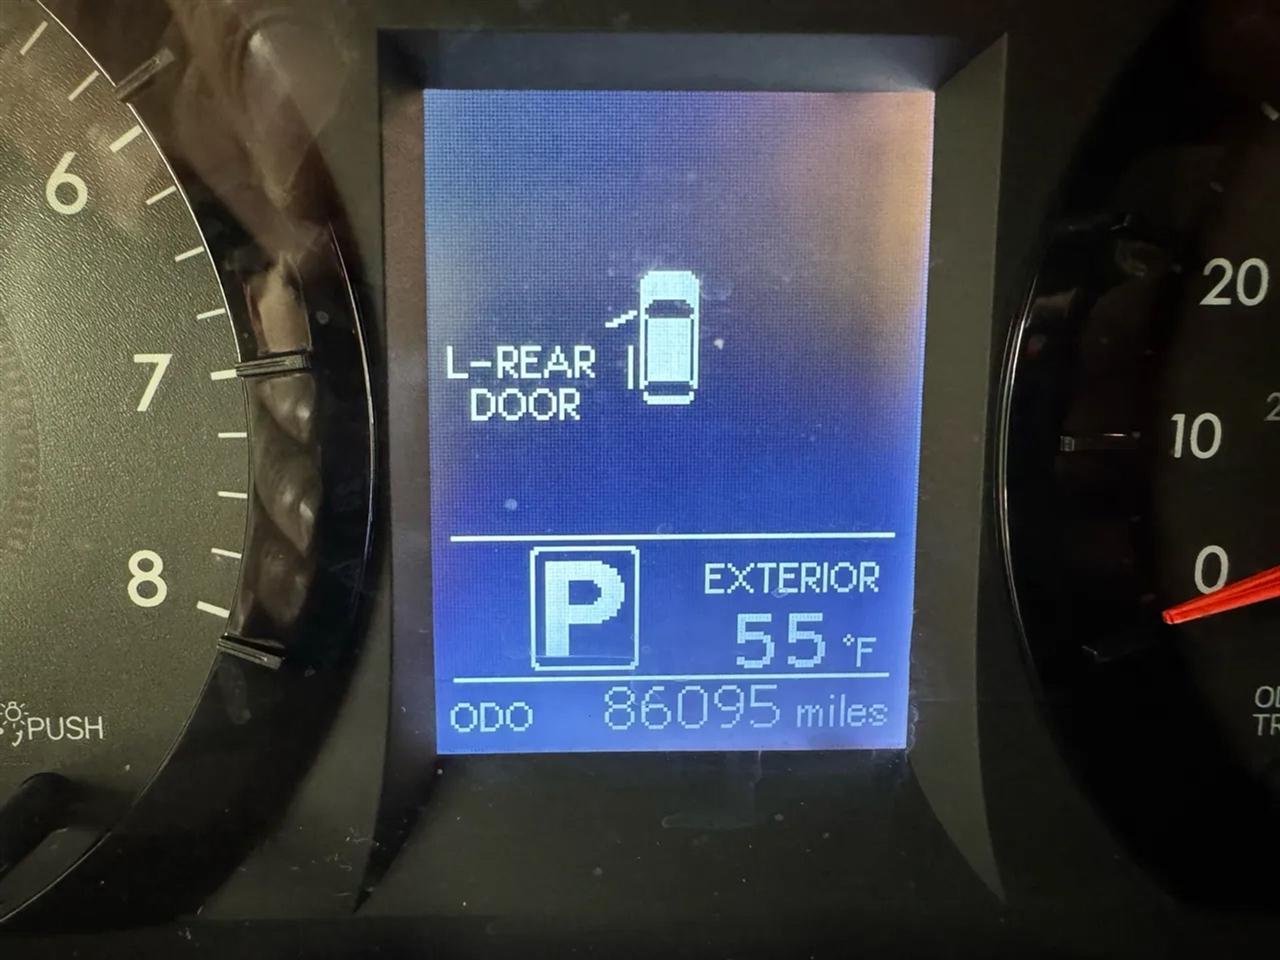 6
7
8
PUSH
L-REAR
DOOR
P
EXTERIOR
55 °F
ODO 86095 miles
20
10
0